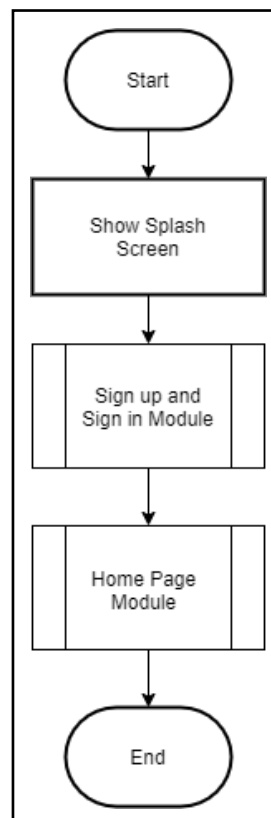 Start
Show Splash
Screen
Sign up and
Sign in Module
Home Page
Module
End